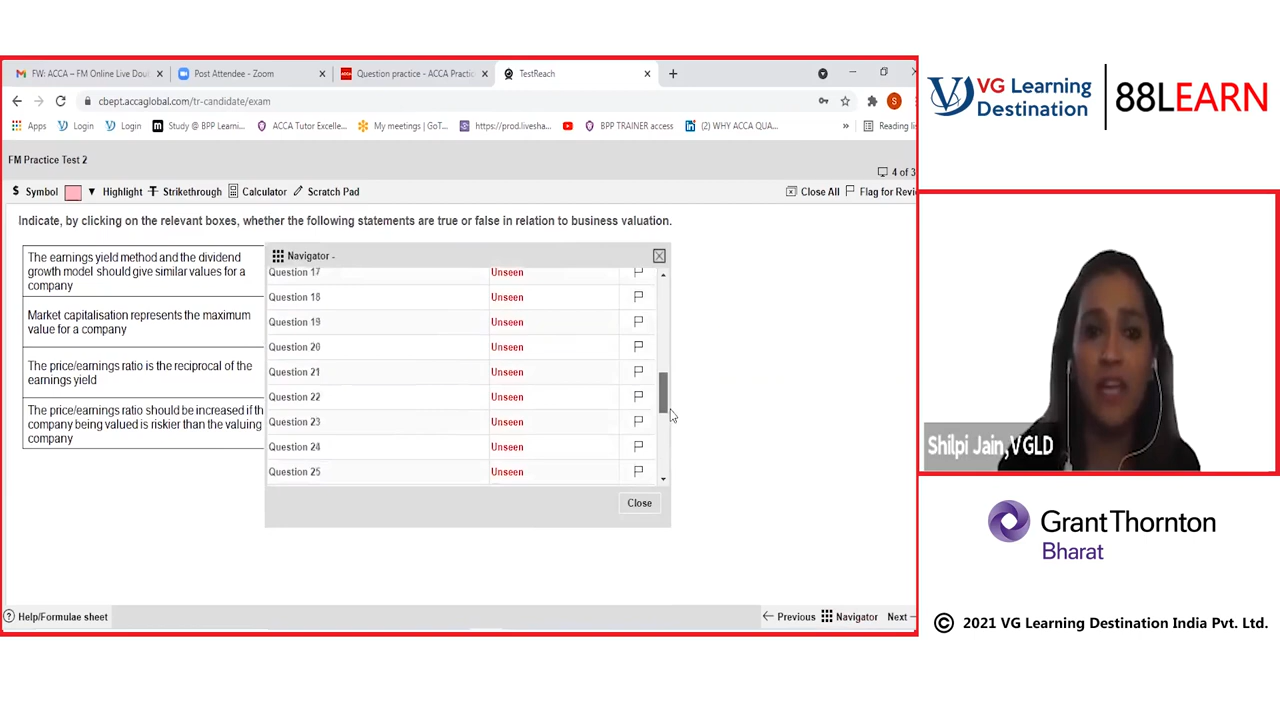 FW: ACCA – FM Online Live Dou
Post Attendee - Zoom
Question practice - ACCA Practic
TestReach
cbept.accaglobal.com/tr-candidate/exam
S
Apps
Login
Login
Study @ BPP Learni...
ACCA Tutor Excelle...
My meetings | GoT...
https://prod.livesha...
BPP TRAINER access
(2) WHY ACCA QUA...
»
Reading lis
FM Practice Test 2
4 of 3
$ Symbol
Highlight
Strikethrough
Calculator
Scratch Pad
Close All
Flag for Revi
Indicate, by clicking on the relevant boxes, whether the following statements are true or false in relation to business valuation.
The earnings yield method and the dividend
growth model should give similar values for a
company
Market capitalisation represents the maximum
value for a company
The price/earnings ratio is the reciprocal of the
earnings yield
The price/earnings ratio should be increased if th
company being valued is riskier than the valuing
company
Navigator -
Question 17 Unseen
Question 18 Unseen
Question 19 Unseen
Question 20 Unseen
Question 21 Unseen
Question 22 Unseen
Question 23 Unseen
Question 24 Unseen
Question 25 Unseen
Close
Help/Formulae sheet
Previous
Navigator
Next
VG Learning
Destination
88LEARN
Shilpi Jain,VGLD
Grant Thornton
Bharat
© 2021 VG Learning Destination India Pvt. Ltd.